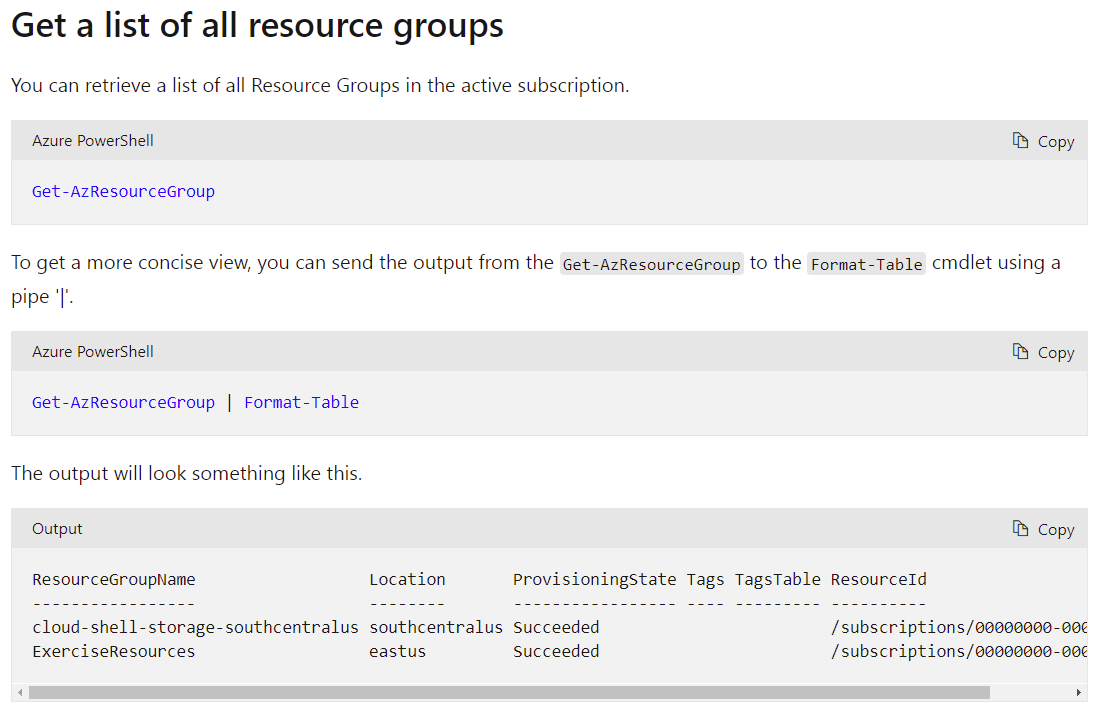 Get a list of all resource groups
You can retrieve a list of all Resource Groups in the active subscription.
Azure PowerShell
Copy
Get-AzResourceGroup
To get a more concise view, you can send the output from the Get-AzResourceGroup to the Format-Table cmdlet using a
pipe '|'.
Azure PowerShell
Copy
Get-AzResourceGroup | Format-Table
The output will look something like this.
Output
Copy
ResourceGroupName                  Location       ProvisioningState Tags TagsTable ResourceId
-----------------                  --------       ----------------- ---- --------- ----------
cloud-shell-storage-southcentralus southcentralus Succeeded                        /subscriptions/00000000-000
ExerciseResources                  eastus         Succeeded                        /subscriptions/00000000-000